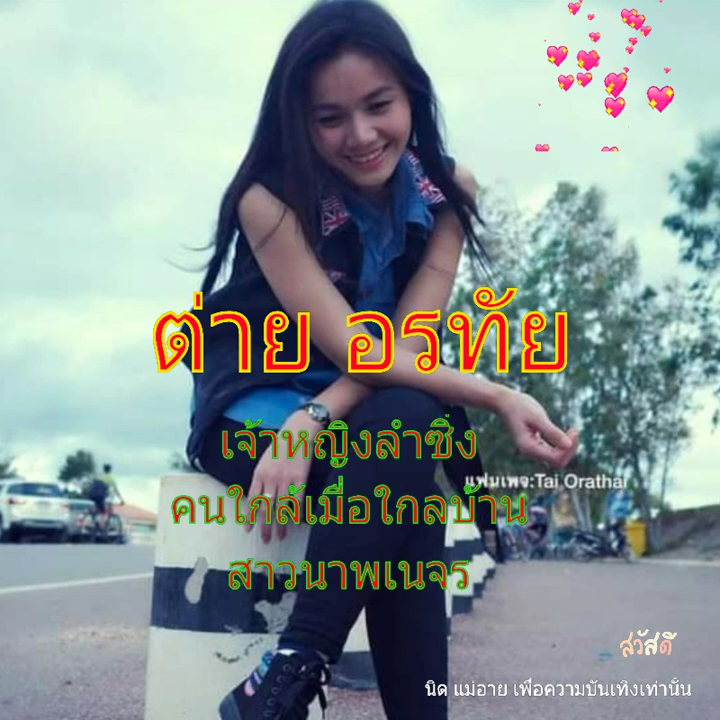 ต่าย อรทัย
เจ้าหญิงลำซิ่ง
แฟนเพจ:Tai Orathai
คนใกล้เมื่อใกลบ้าน
สาวนาพเนจร
สวัสดี
นิด แม่อาย เพื่อความบันเทิงเท่านั้น